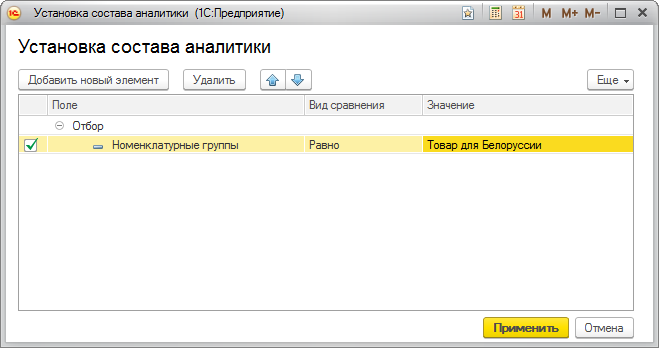 Установка состава аналитики (1С:Предприятие)
31 M M+ M-
Установка состава аналитики
Добавить новый элемент Удалить Еще
Поле Вид сравнения Значение
Отбор
Номенклатурные группы Равно Товар для Белоруссии
Применить Отмена